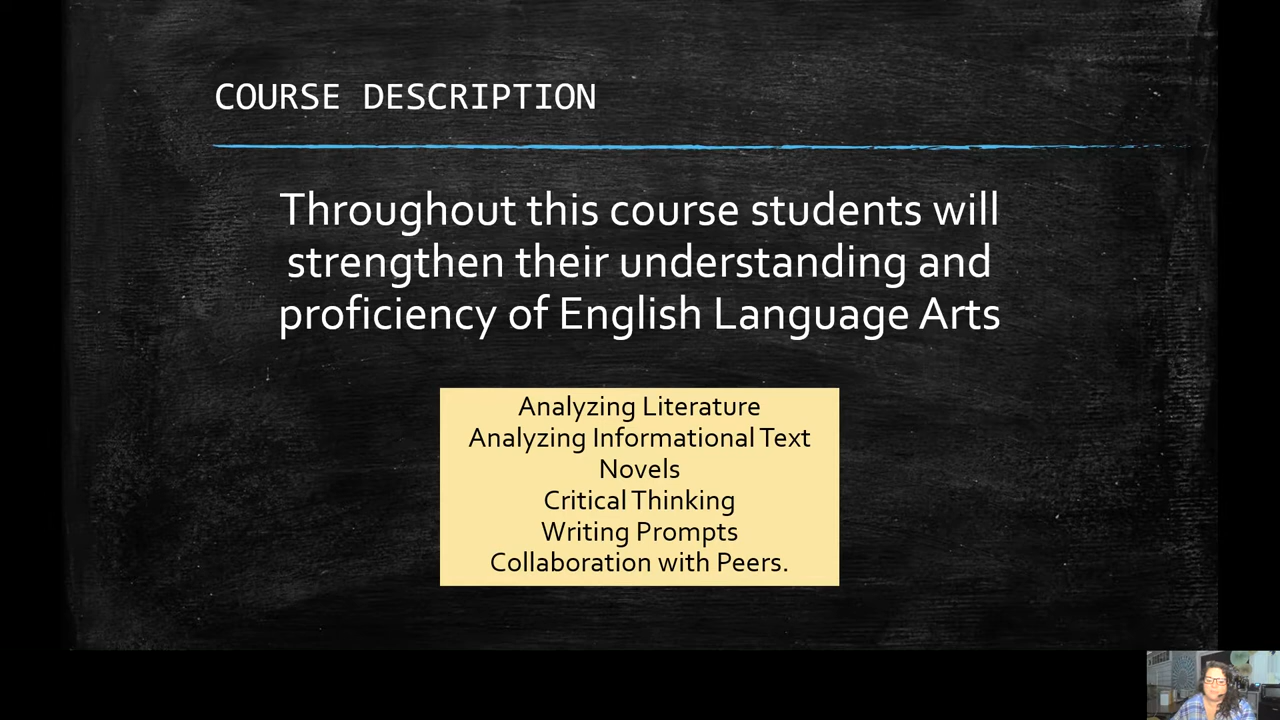 COURSE DESCRIPTION
Throughout this course students will
strengthen their understanding and
proficiency of English Language Arts
Analyzing Literature
Analyzing Informational Text
Novels
Critical Thinking
Writing Prompts
Collaboration with Peers.